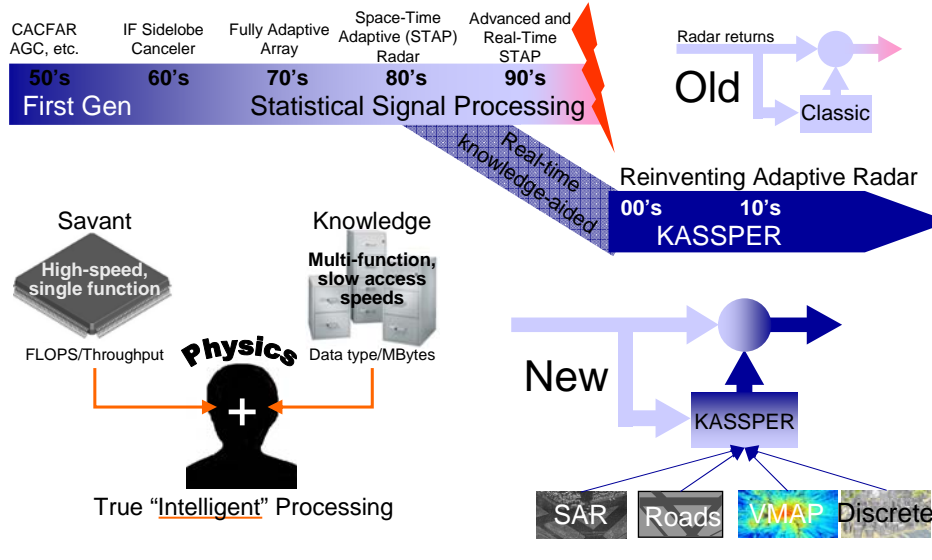 CACFAR
AGC, etc.
IF Sidelobe
Canceler
Fully Adaptive
Array
Space-Time
Adaptive (STAP)
Radar
Advanced and
Real-Time
STAP
50's
60's
70's
80's
90's
First Gen
Statistical Signal Processing
Radar returns
Old
Classic
Real-time
knowledge-aided
Reinventing Adaptive Radar
00's
10's
KASSPER
Savant
High-speed,
single function
FLOPS/Throughput
Knowledge
Multi-function,
slow access
speeds
Data type/MBytes
Physics
+
True “Intelligent” Processing
New
KASSPER
SAR
Roads
VMAP
Discrete